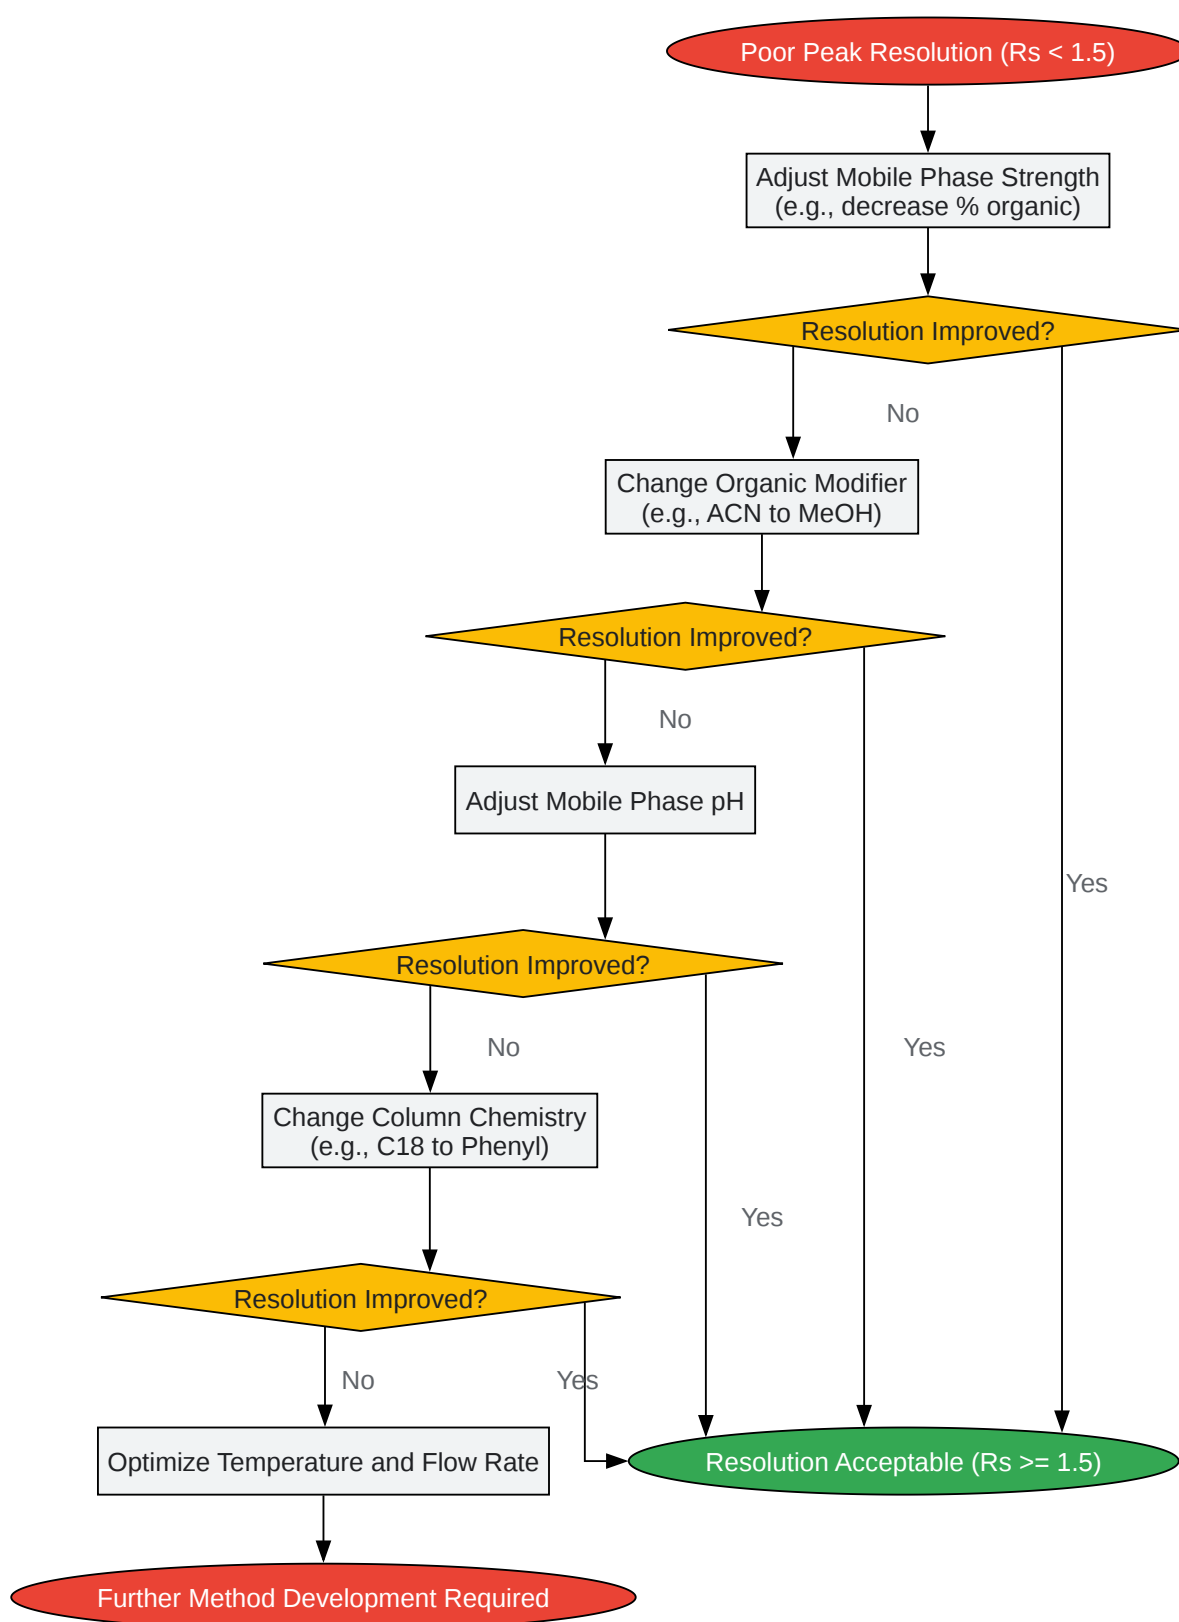 Poor Peak Resolution (Rs < 1.5)
Adjust Mobile Phase Strength
(e.g., decrease % organic)
Resolution Improved?
No
Change Organic Modifier
(e.g., ACN to MeOH)
Resolution Improved?
No
Adjust Mobile Phase pH
Yes
Resolution Improved?
No
Yes
Change Column Chemistry
(e.g., C18 to Phenyl)
Yes
Resolution Improved?
No
Yes
Optimize Temperature and Flow Rate
Resolution Acceptable (Rs >= 1.5)
Further Method Development Required